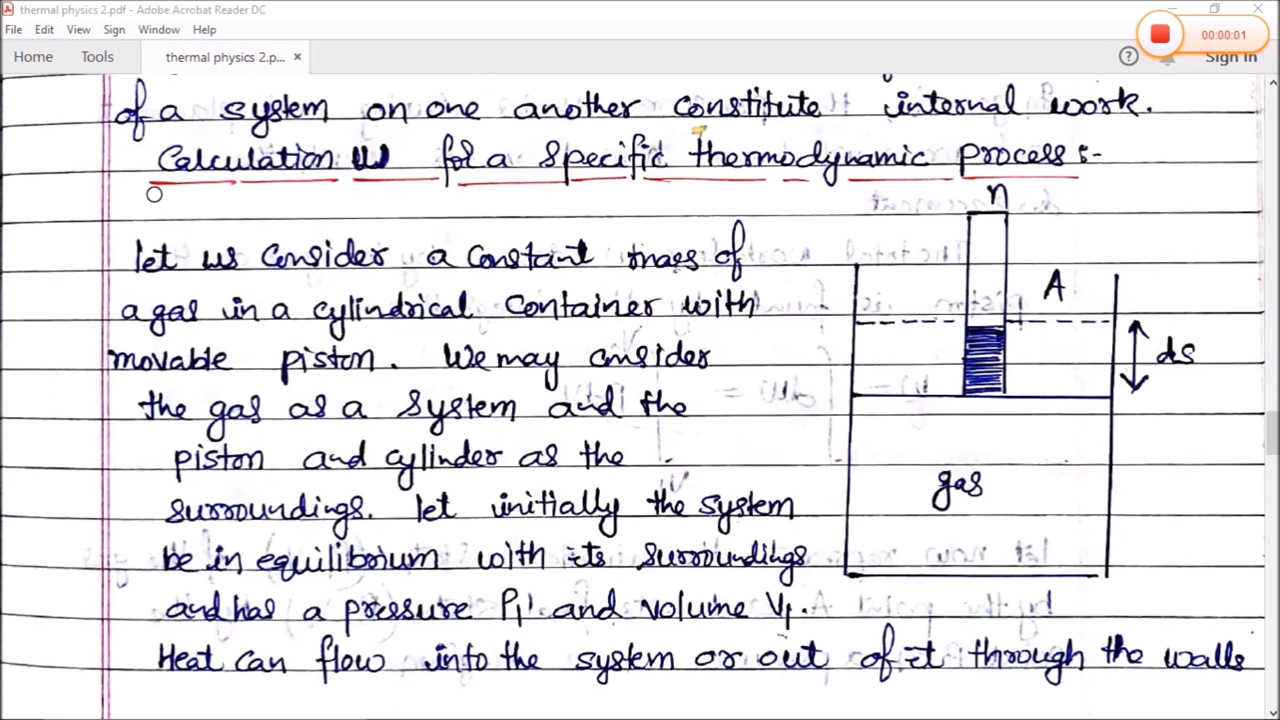 thermal physics 2.pdf - Adobe Acrobat Reader DC
File Edit View Sign Window Help
00:00:01
Home Tools thermal physics 2.p... × Sign In
of a system on one another constitute internal work.
Calculation W for a specific thermodynamic process :-
n
let us consider a constant mass of
A
a gas in a cylindrical container with
movable piston. We may consider
ds
the gas as a system and the
piston and cylinder as the
gas
surroundings. let initially the system
be in equilibrium with its surroundings
and has a pressure P1 and volume V1.
Heat can flow into the system or out of it through the walls